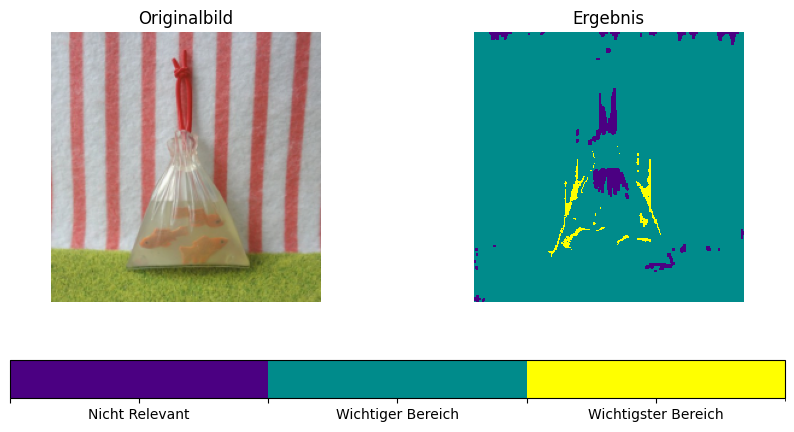 Originalbild
Ergebnis
Nicht Relevant
Wichtiger Bereich
Wichtigster Bereich